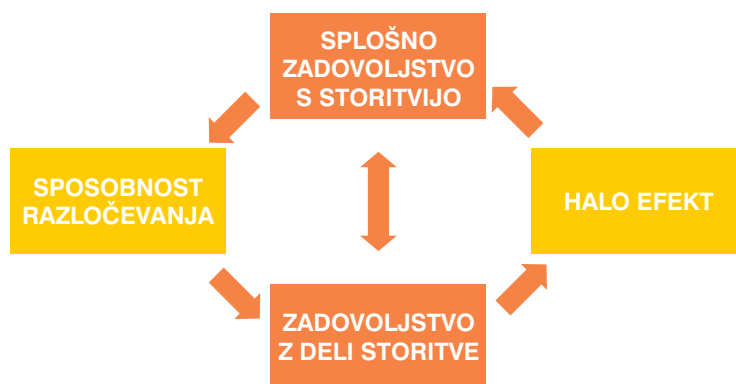 SPLOŠNO
ZADOVOLJSTVO
S STORITVIJO
SPOSOBNOST
RAZLOČEVANJA
HALO EFEKT
ZADOVOLJSTVO
Z DELI STORITVE